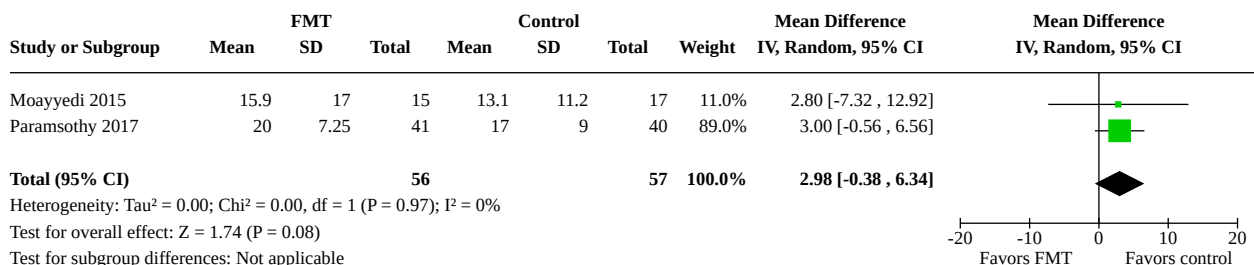 FMT Control Mean Difference Mean Difference
Study or Subgroup Mean SD Total Mean SD Total Weight IV, Random, 95% CI IV, Random, 95% CI
Moayyedi 2015 15.9 17 15 13.1 11.2 17 11.0% 2.80 [-7.32 , 12.92]
Paramsothy 2017 20 7.25 41 17 9 40 89.0% 3.00 [-0.56 , 6.56]
Total (95% CI) 56 57 100.0% 2.98 [-0.38 , 6.34]
Heterogeneity: Tau² = 0.00; Chi² = 0.00, df = 1 (P = 0.97); I² = 0%
Test for overall effect: Z = 1.74 (P = 0.08)
-20 -10 0 10 20
Test for subgroup differences: Not applicable Favors FMT Favors control